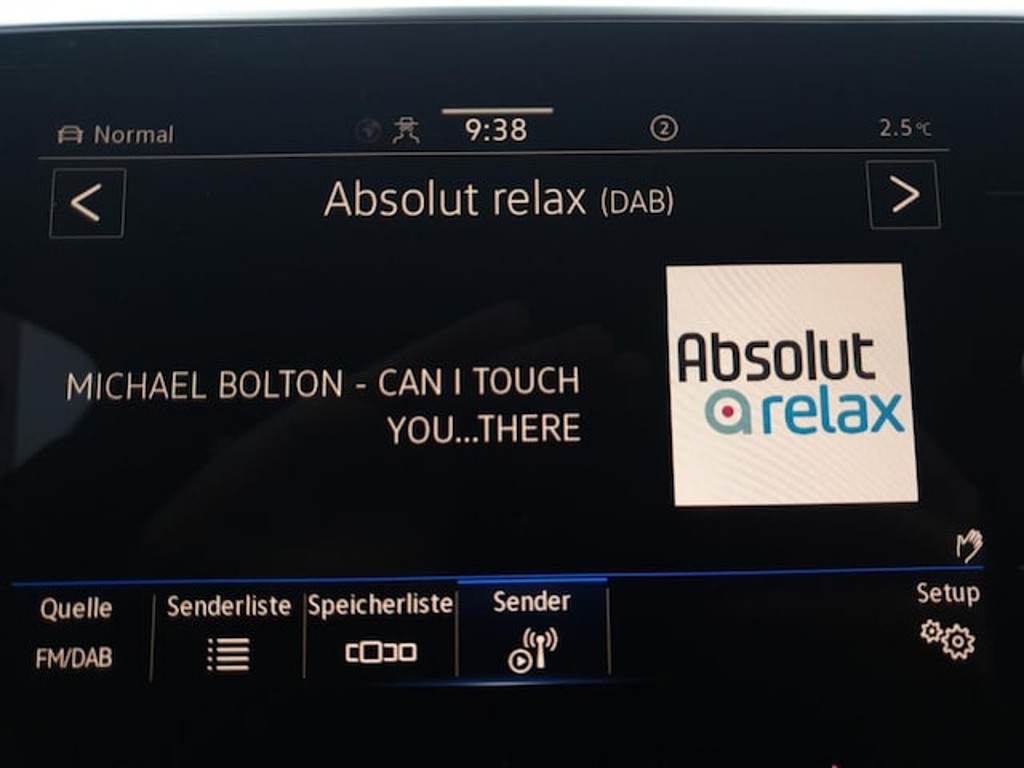 Normal 9:38 2 2.5°C
< Absolut relax (DAB) >
MICHAEL BOLTON - CAN I TOUCH
YOU...THERE
Absolut
relax
Quelle Senderliste Speicherliste Sender Setup
FM/DAB